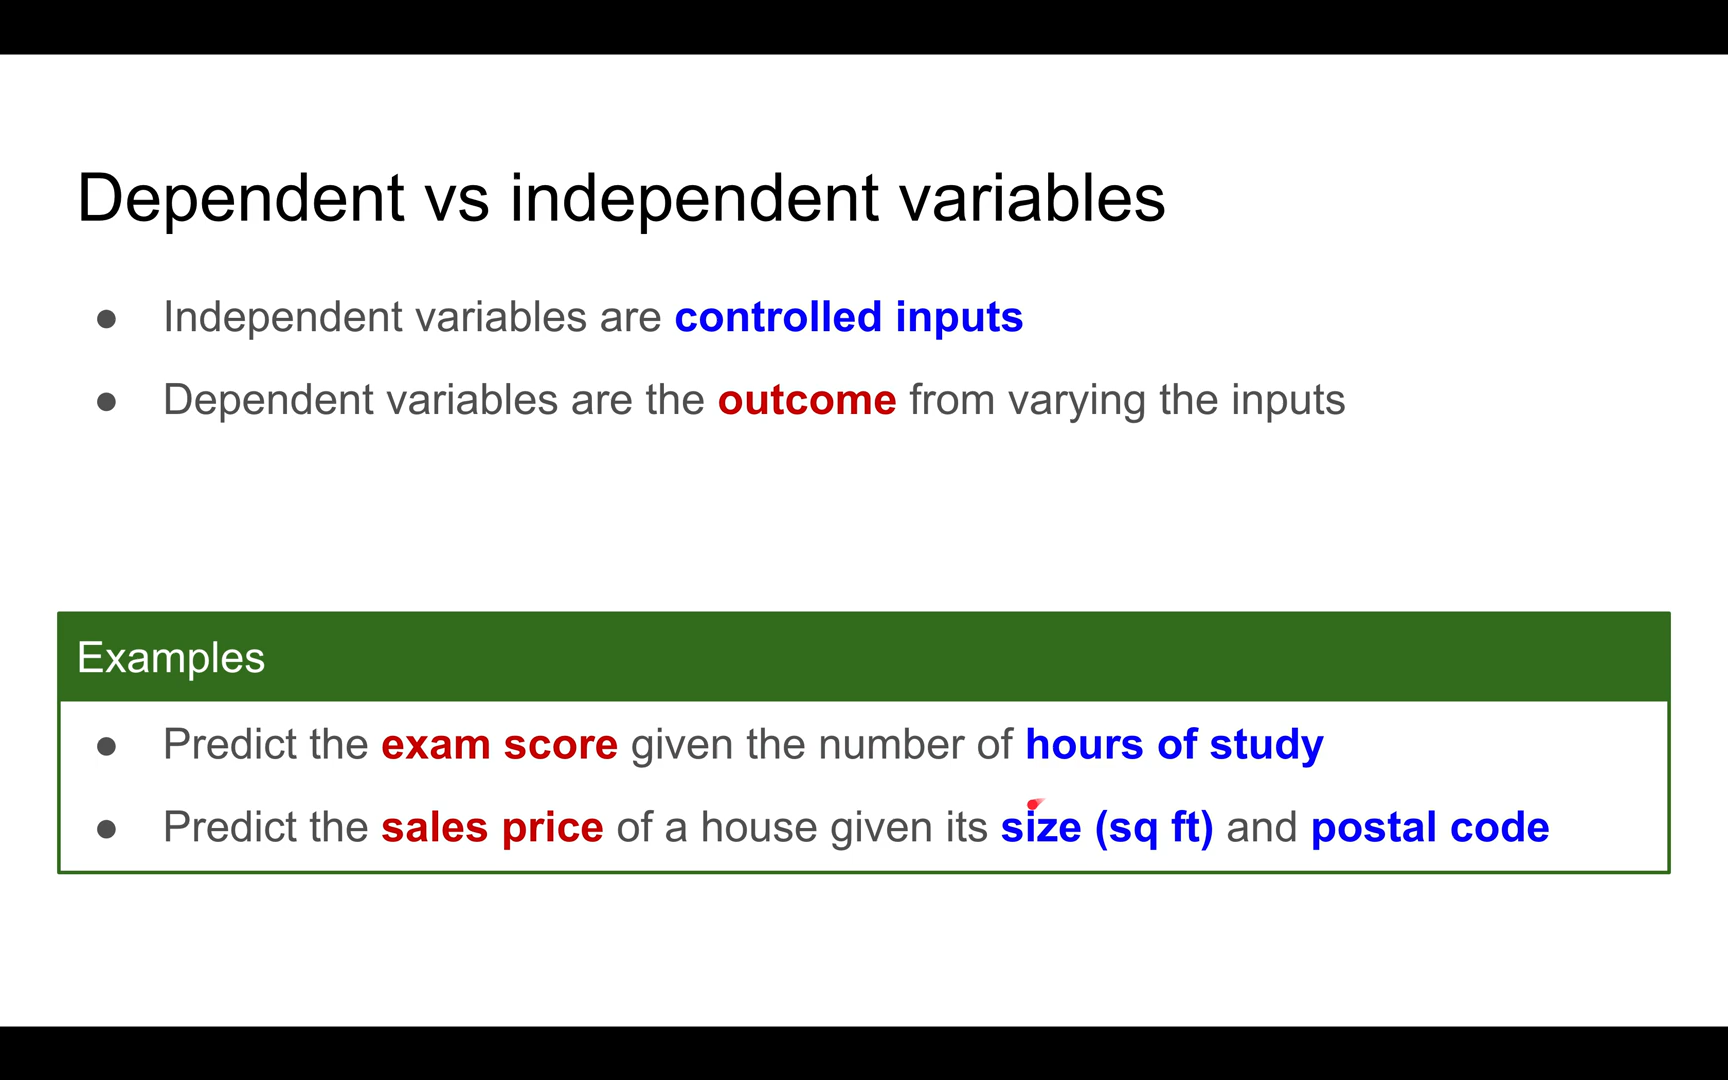 Dependent vs independent variables
● Independent variables are controlled inputs
● Dependent variables are the outcome from varying the inputs
Examples
● Predict the exam score given the number of hours of study
● Predict the sales price of a house given its size (sq ft) and postal code